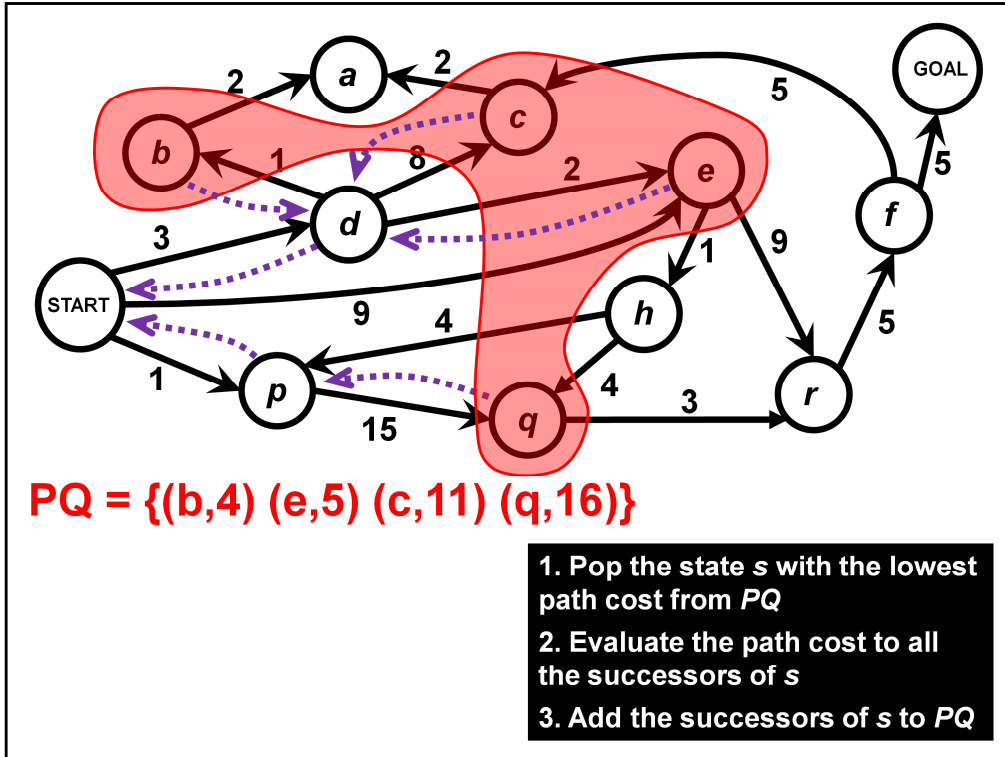 GOAL
2
a
2
5
c
b
1
8
2
e
5
f
3
d
9
1
START
9
4
h
5
1
p
4
3
r
15
q
PQ = {(b,4) (e,5) (c,11) (q,16)}
1. Pop the state s with the lowest
path cost from PQ
2. Evaluate the path cost to all
the successors of s
3. Add the successors of s to PQ